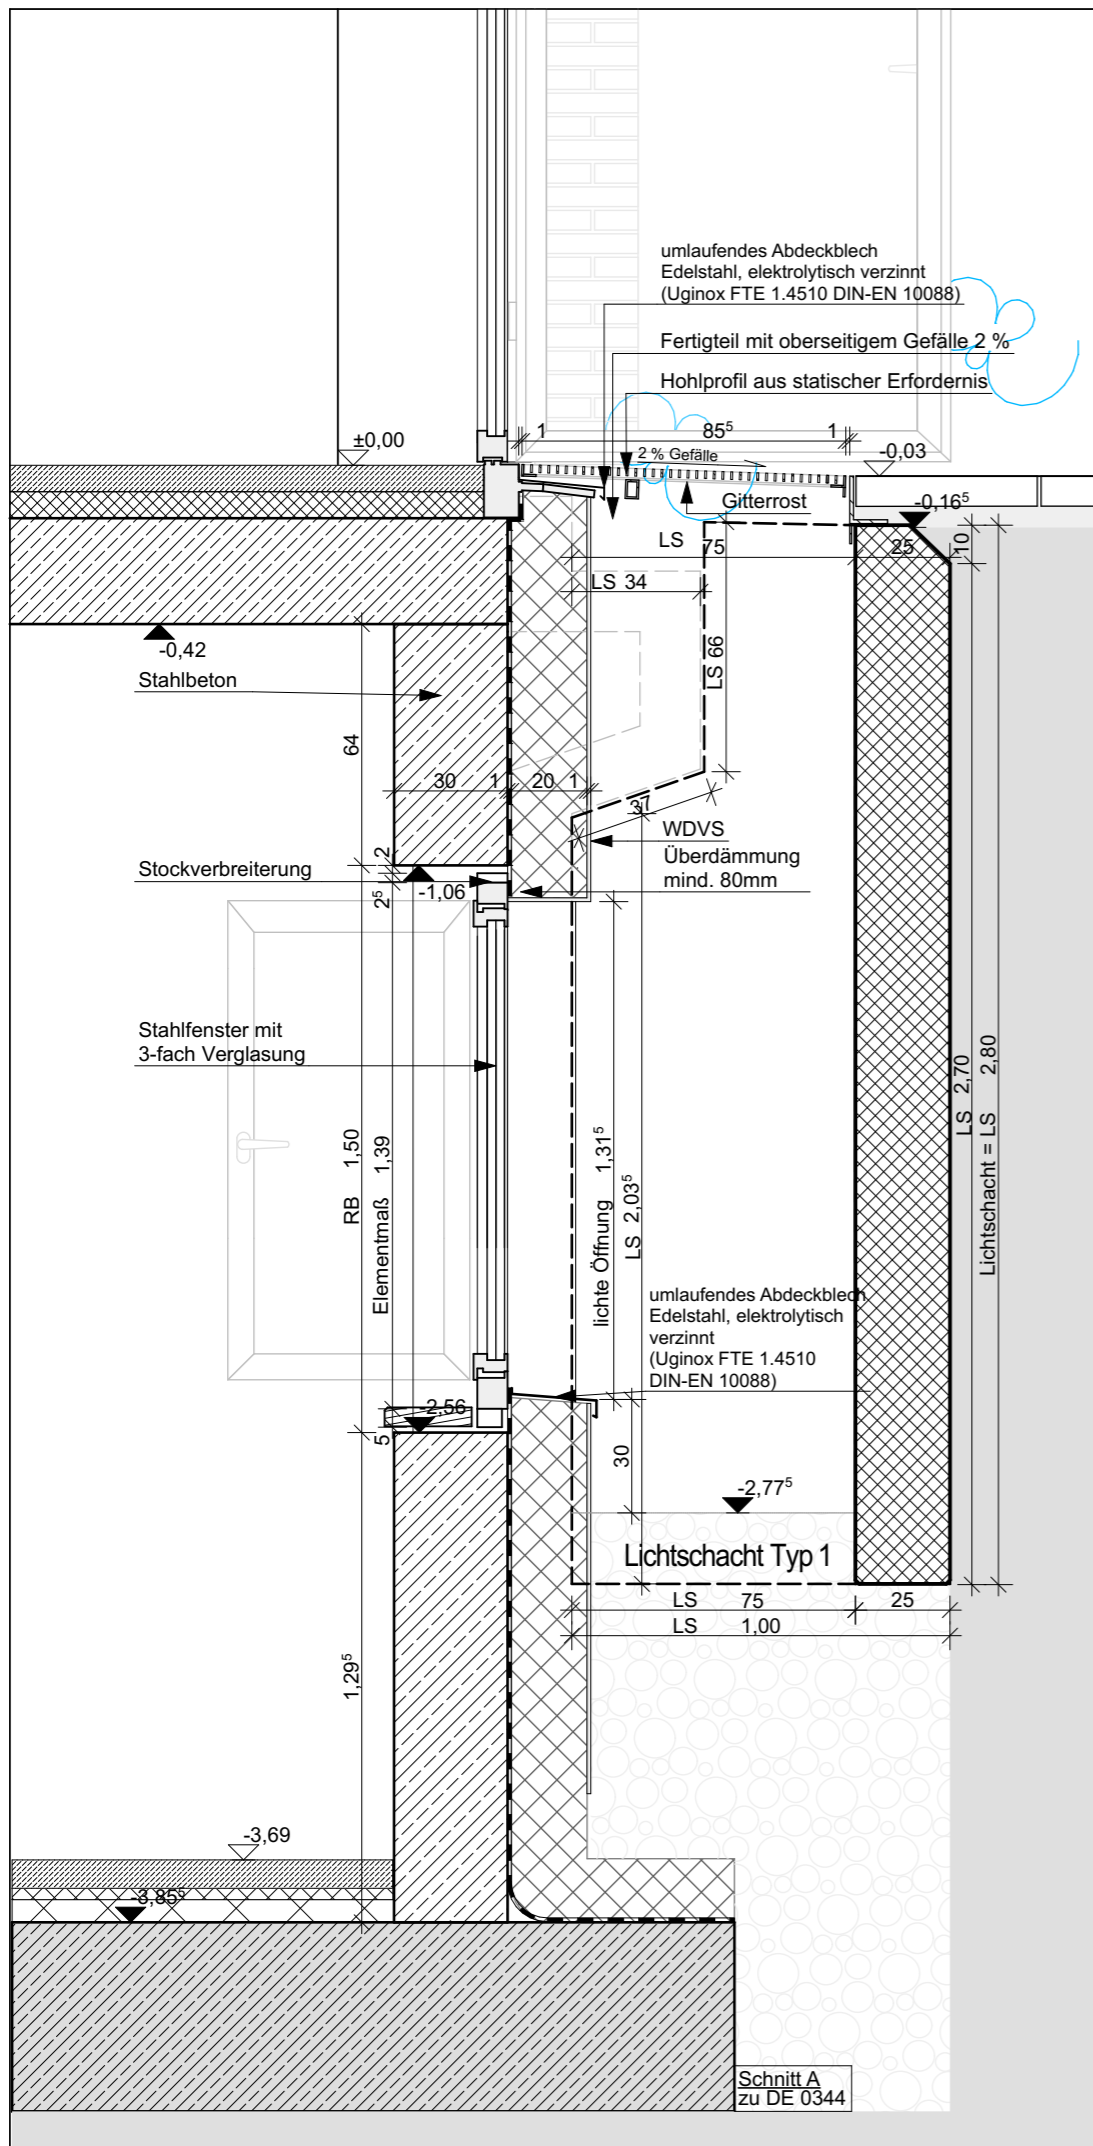 umlaufendes Abdeckblech
Edelstahl, elektrolytisch verzinnt
(Uginox FTE 1.4510 DIN-EN 10088)
Fertigteil mit oberseitigem Gefälle 2 %
Hohlprofil aus statischer Erfordernis
1
85⁵
1
±0,00
2 % Gefälle
-0,03
Gitterrost
-0,16⁵
LS 75
25
10
LS 34
LS 66
-0,42
Stahlbeton
64
30
1
20
1
37
WDVS
Überdämmung
mind. 80mm
Stockverbreiterung
2
2⁵
-1,06
Stahlfenster mit
3-fach Verglasung
RB 1,50
Elementmaß 1,39
lichte Öffnung 1,31⁵
LS 2,03⁵
LS 2,70
Lichtschacht = LS 2,80
umlaufendes Abdeckblech
Edelstahl, elektrolytisch
verzinnt
(Uginox FTE 1.4510
DIN-EN 10088)
-2,56
5
30
-2,77⁵
Lichtschacht Typ 1
LS 75
25
LS 1,00
1,29⁵
-3,69
-3,85⁵
Schnitt A
zu DE 0344